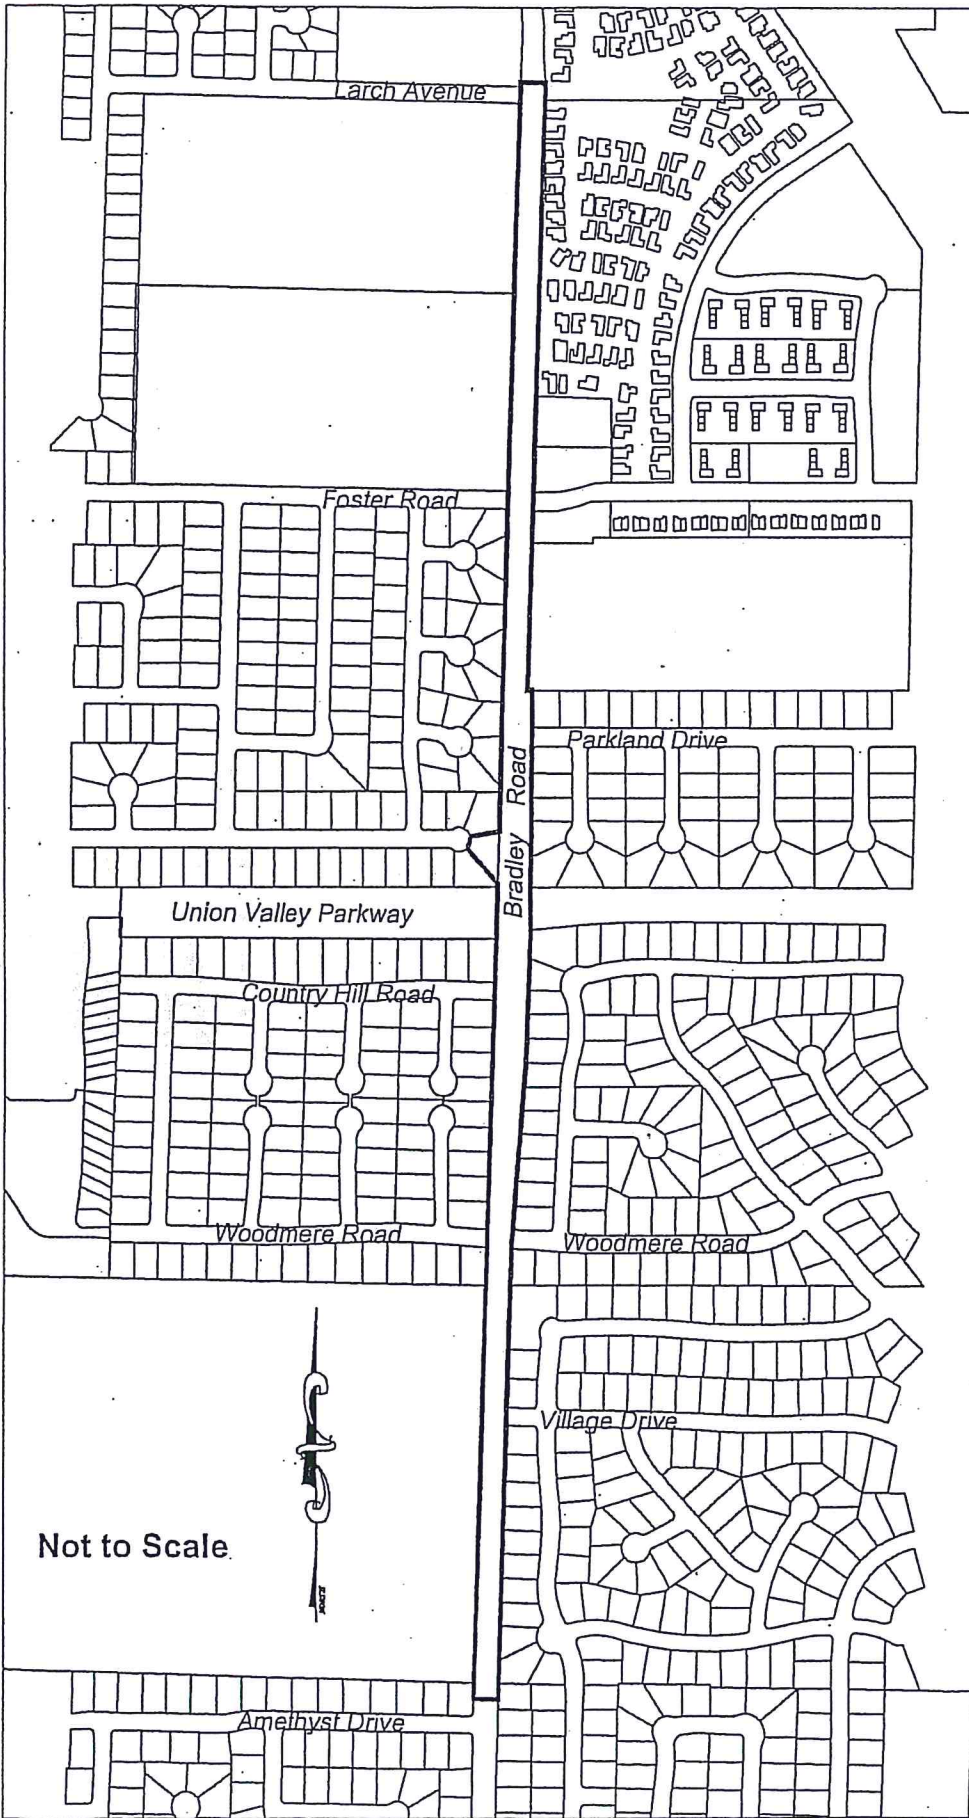 Larch Avenue
Foster Road
Parkland Drive
Bradley Road
Union Valley Parkway
Country Hill Road
Woodmere Road
Woodmere Road
Village Drive
Not to Scale
Amethyst Drive